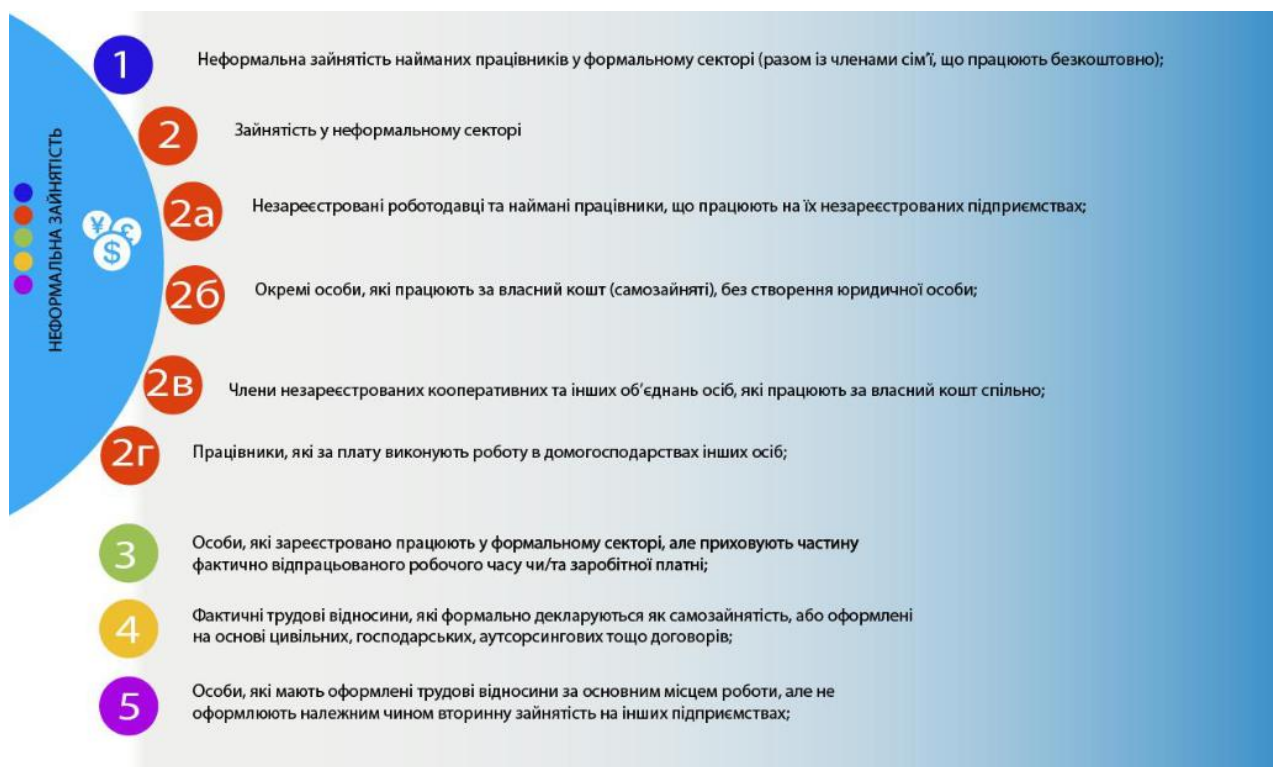 НЕФОРМАЛЬНА ЗАЙНЯТІСТЬ
¥ £ $
1 Неформальна зайнятість найманих працівників у формальному секторі (разом із членами сім’ї, що працюють безкоштовно);
2 Зайнятість у неформальному секторі
2а Незареєстровані роботодавці та наймані працівники, що працюють на їх незареєстрованих підприємствах;
2б Окремі особи, які працюють за власний кошт (самозайняті), без створення юридичної особи;
2в Члени незареєстрованих кооперативних та інших об’єднань осіб, які працюють за власний кошт спільно;
2г Працівники, які за плату виконують роботу в домогосподарствах інших осіб;
3 Особи, які зареєстровано працюють у формальному секторі, але приховують частину
фактично відпрацьованого робочого часу чи/та заробітної платні;
4 Фактичні трудові відносини, які формально декларуються як самозайнятість, або оформлені
на основі цивільних, господарських, аутсорсингових тощо договорів;
5 Особи, які мають оформлені трудові відносини за основним місцем роботи, але не
оформлюють належним чином вторинну зайнятість на інших підприємствах;